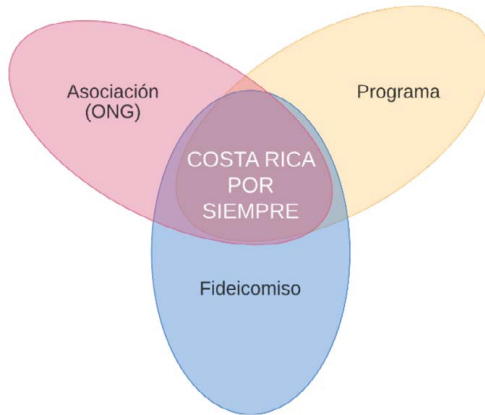 Asociación
(ONG)
Programa
COSTA RICA
POR
SIEMPRE
Fideicomiso